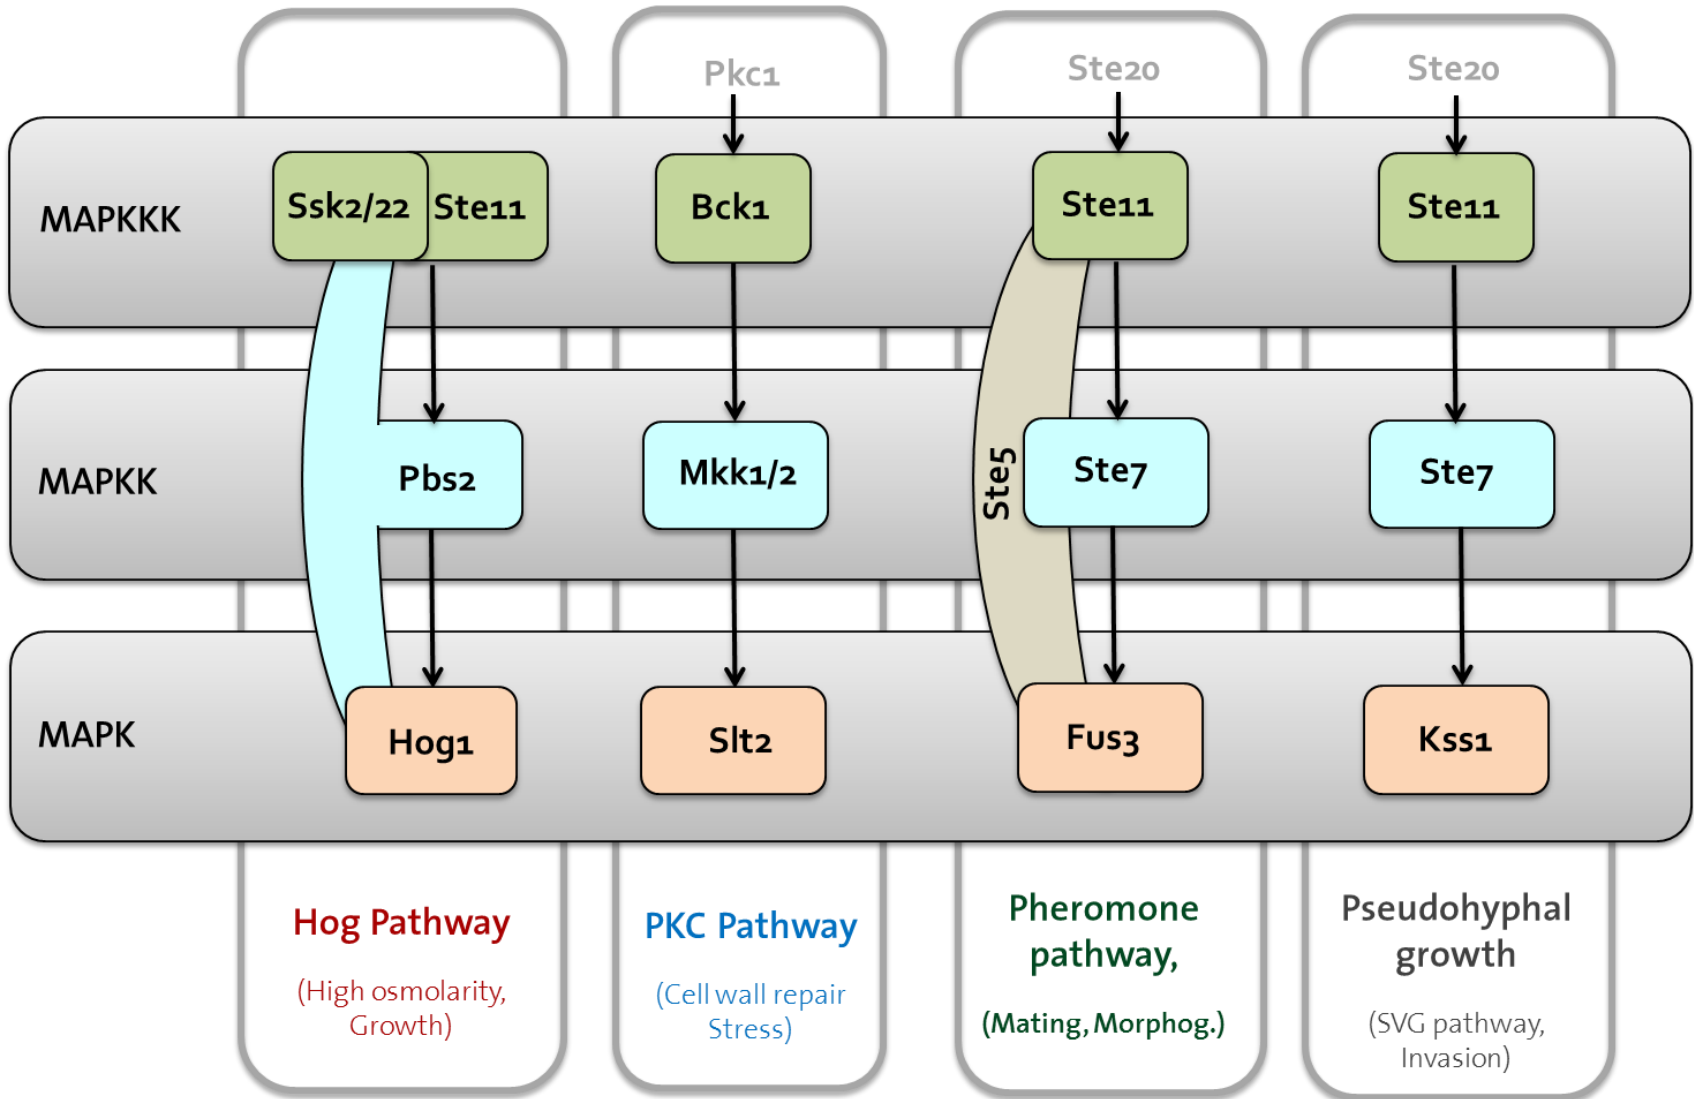 Pkc1
Ste20
Ste20
MAPKKK
Ssk2/22
Ste11
Bck1
Ste11
Ste11
MAPKK
Pbs2
Mkk1/2
Ste5
Ste7
Ste7
MAPK
Hog1
Slt2
Fus3
Kss1
Hog Pathway
(High osmolarity,
Growth)
PKC Pathway
(Cell wall repair
Stress)
Pheromone
pathway,
(Mating, Morphog.)
Pseudohyphal
growth
(SVG pathway,
Invasion)